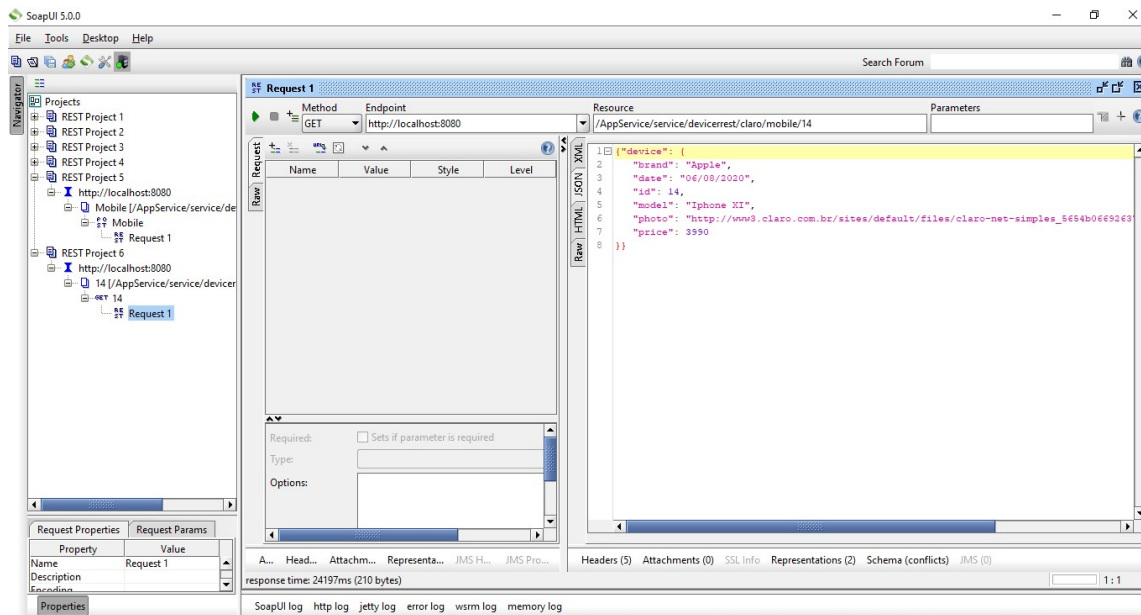 SoapUI 5.0.0
File Tools Desktop Help
Search Forum
Navigator
Projects
REST Project 1
REST Project 2
REST Project 3
REST Project 4
REST Project 5
http://localhost:8080
Mobile [/AppService/service/de
Mobile
Request 1
REST Project 6
http://localhost:8080
14 [/AppService/service/devicer
GET 14
Request 1
Request Properties Request Params
Property Value
Name Request 1
Description
Encoding
Properties
Request 1
Method Endpoint Resource Parameters
GET http://localhost:8080 /AppService/service/devicerrest/claro/mobile/14
Request
Raw
Name Value Style Level
Required: Sets if parameter is required
Type:
Options:
A... Head... Attachm... Representa... JMS H... JMS Pro...
XML
JSON
HTML
Raw
1 {"device": {
2 "brand": "Apple",
3 "date": "06/08/2020",
4 "id": 14,
5 "model": "Iphone XI",
6 "photo": "http://www3.claro.com.br/sites/default/files/claro-net-simples_5654b0669263
7 "price": 3990
8 }}
Headers (5) Attachments (0) SSL Info Representations (2) Schema (conflicts) JMS (0)
response time: 24197ms (210 bytes)
1 : 1
SoapUI log http log jetty log error log wsrm log memory log